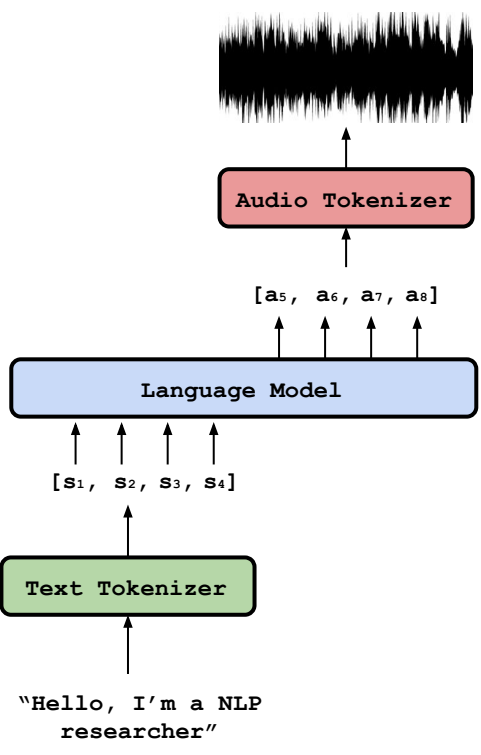 Audio Tokenizer
[a5, a6, a7, a8]
Language Model
[s1, s2, s3, s4]
Text Tokenizer
“Hello, I’m a NLP
researcher”